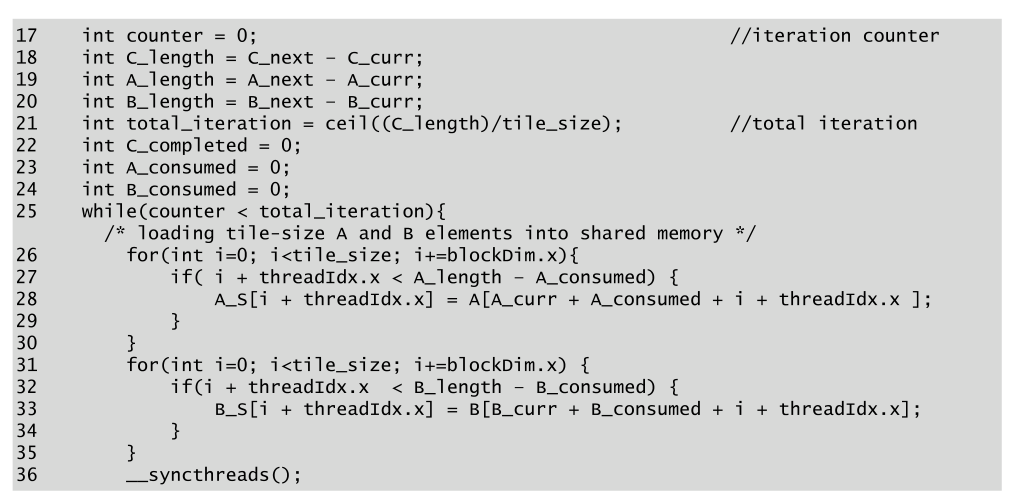 17 int counter = 0; //iteration counter
18 int C_length = C_next - C_curr;
19 int A_length = A_next - A_curr;
20 int B_length = B_next - B_curr;
21 int total_iteration = ceil((C_length)/tile_size); //total iteration
22 int C_completed = 0;
23 int A_consumed = 0;
24 int B_consumed = 0;
25 while(counter < total_iteration){
/* loading tile-size A and B elements into shared memory */
26 for(int i=0; i<tile_size; i+=blockDim.x){
27 if( i + threadIdx.x < A_length - A_consumed) {
28 A_S[i + threadIdx.x] = A[A_curr + A_consumed + i + threadIdx.x ];
29 }
30 }
31 for(int i=0; i<tile_size; i+=blockDim.x) {
32 if(i + threadIdx.x  < B_length - B_consumed) {
33 B_S[i + threadIdx.x] = B[B_curr + B_consumed + i + threadIdx.x];
34 }
35 }
36 __syncthreads();